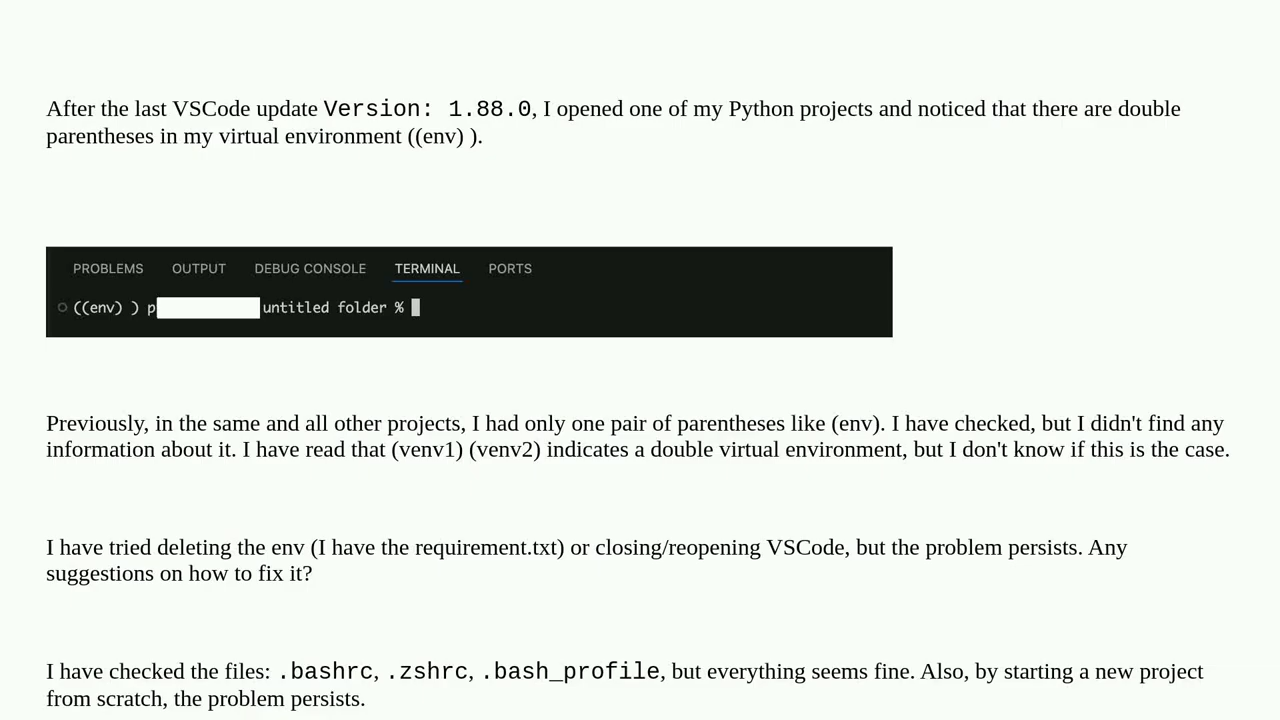 After the last VSCode update Version: 1.88.0, I opened one of my Python projects and noticed that there are double
parentheses in my virtual environment ((env) ).
PROBLEMS OUTPUT DEBUG CONSOLE TERMINAL PORTS
((env) ) p untitled folder %
Previously, in the same and all other projects, I had only one pair of parentheses like (env). I have checked, but I didn't find any
information about it. I have read that (venv1) (venv2) indicates a double virtual environment, but I don't know if this is the case.
I have tried deleting the env (I have the requirement.txt) or closing/reopening VSCode, but the problem persists. Any
suggestions on how to fix it?
I have checked the files: .bashrc, .zshrc, .bash_profile, but everything seems fine. Also, by starting a new project
from scratch, the problem persists.